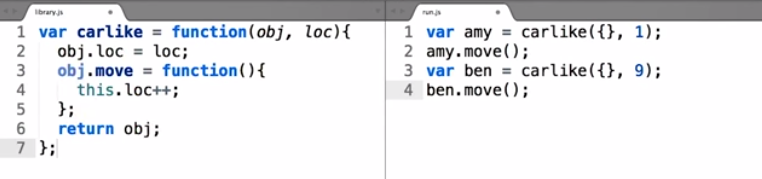 library.js
1 var carlike = function(obj, loc){
2 obj.loc = loc;
3 obj.move = function(){
4 this.loc++;
5 };
6 return obj;
7 };
run.js
1 var amy = carlike({}, 1);
2 amy.move();
3 var ben = carlike({}, 9);
4 ben.move();